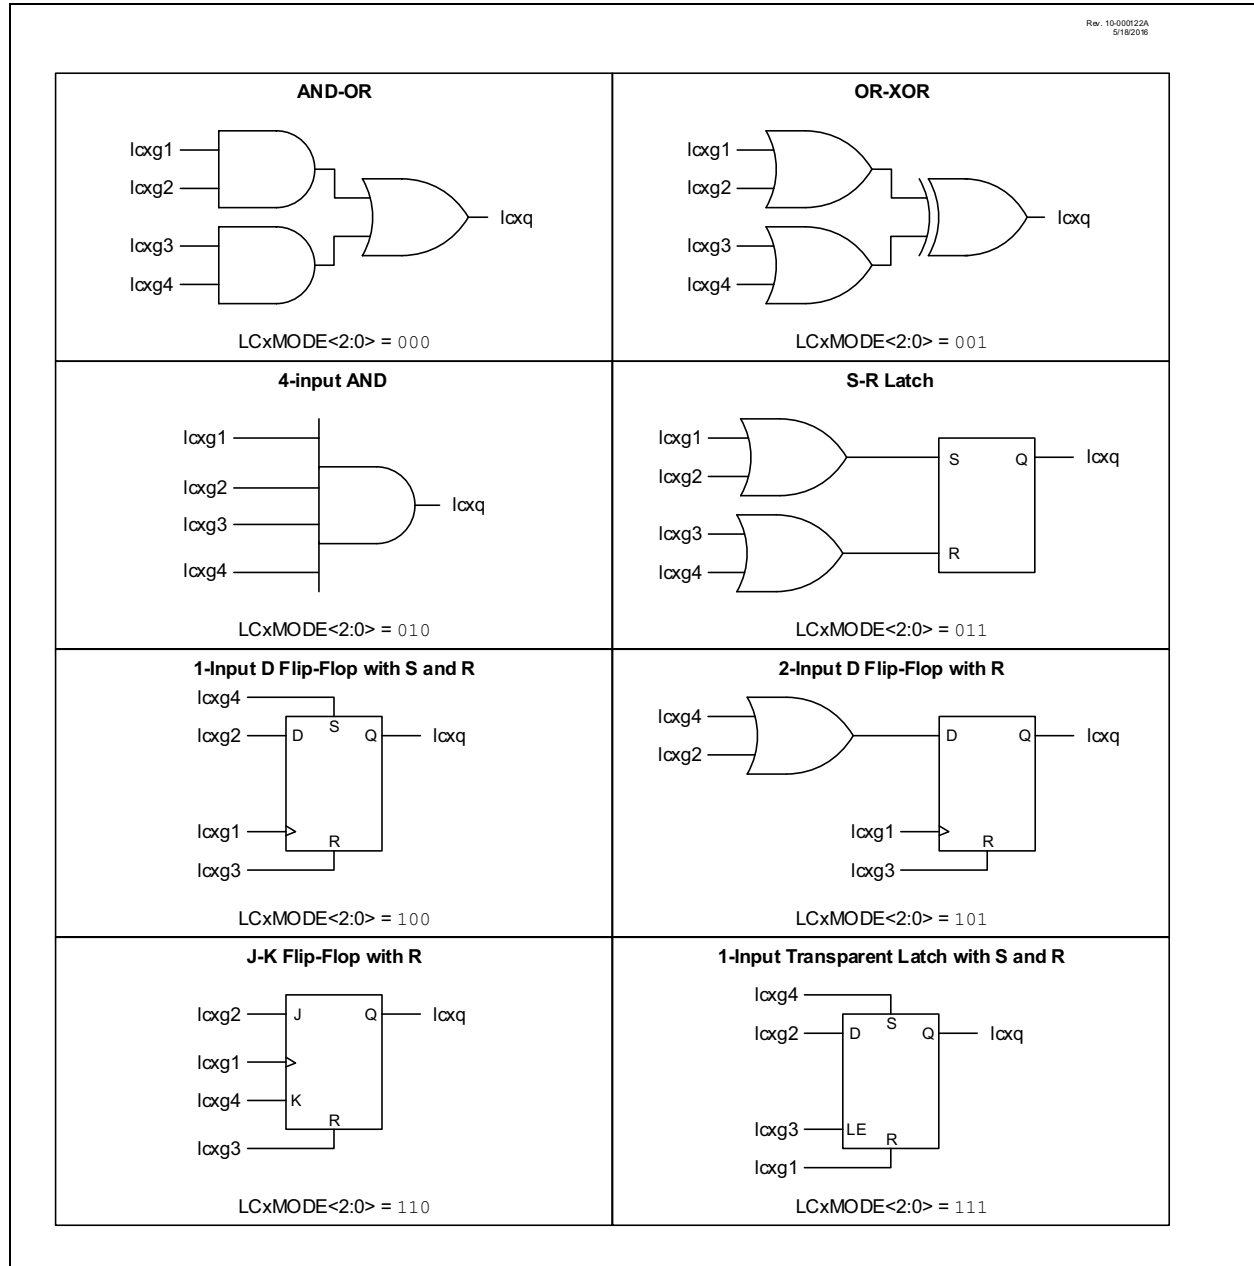 Rev. 10-000122A
5/18/2016
AND-OR
lcxg1
lcxg2
lcxg3
lcxg4
lcxq
LCxMODE<2:0> = 000
OR-XOR
lcxg1
lcxg2
lcxg3
lcxg4
lcxq
LCxMODE<2:0> = 001
4-input AND
lcxg1
lcxg2
lcxg3
lcxg4
lcxq
LCxMODE<2:0> = 010
S-R Latch
lcxg1
lcxg2
lcxg3
lcxg4
S
Q
lcxq
R
LCxMODE<2:0> = 011
1-Input D Flip-Flop with S and R
lcxg4
S
lcxg2
D
Q
lcxq
lcxg1
R
lcxg3
LCxMODE<2:0> = 100
2-Input D Flip-Flop with R
lcxg4
lcxg2
D
Q
lcxq
lcxg1
R
lcxg3
LCxMODE<2:0> = 101
J-K Flip-Flop with R
lcxg2
J
Q
lcxq
lcxg1
lcxg4
K
R
lcxg3
LCxMODE<2:0> = 110
1-Input Transparent Latch with S and R
lcxg4
S
lcxg2
D
Q
lcxq
lcxg3
LE
R
lcxg1
LCxMODE<2:0> = 111